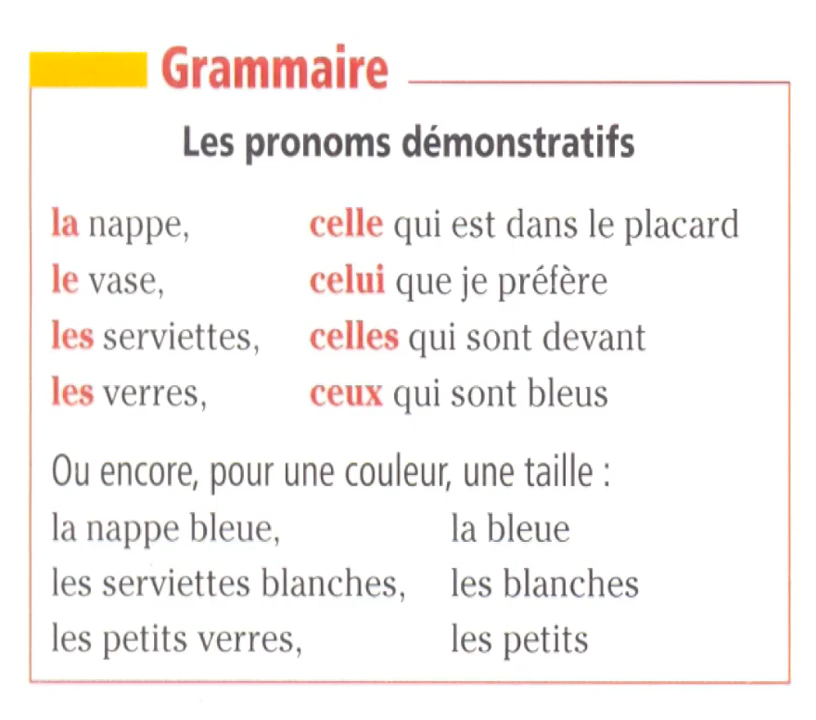 Grammaire
Les pronoms démonstratifs
la nappe, celle qui est dans le placard
le vase, celui que je préfère
les serviettes, celles qui sont devant
les verres, ceux qui sont bleus
Ou encore, pour une couleur, une taille :
la nappe bleue, la bleue
les serviettes blanches, les blanches
les petits verres, les petits